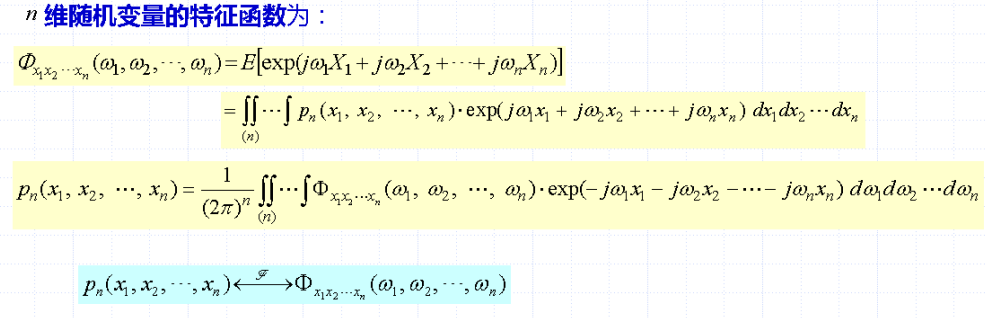 n 维随机变量的特征函数为：
Φ_{x₁x₂⋯xₙ}(ω₁,ω₂,⋯,ωₙ)=E[exp(jω₁X₁+jω₂X₂+⋯+jωₙXₙ)]
=∬⋯∫_{(n)} pₙ(x₁, x₂, ⋯, xₙ)·exp(jω₁x₁+jω₂x₂+⋯+jωₙxₙ) dx₁dx₂⋯dxₙ
pₙ(x₁, x₂, ⋯, xₙ)=\frac{1}{(2π)ⁿ}∬⋯∫_{(n)} Φ_{x₁x₂⋯xₙ}(ω₁, ω₂, ⋯, ωₙ)·exp(−jω₁x₁−jω₂x₂−⋯−jωₙxₙ) dω₁dω₂⋯dωₙ
pₙ(x₁,x₂,⋯,xₙ)\xleftrightarrow{ℱ}Φ_{x₁x₂⋯xₙ}(ω₁,ω₂,⋯,ωₙ)